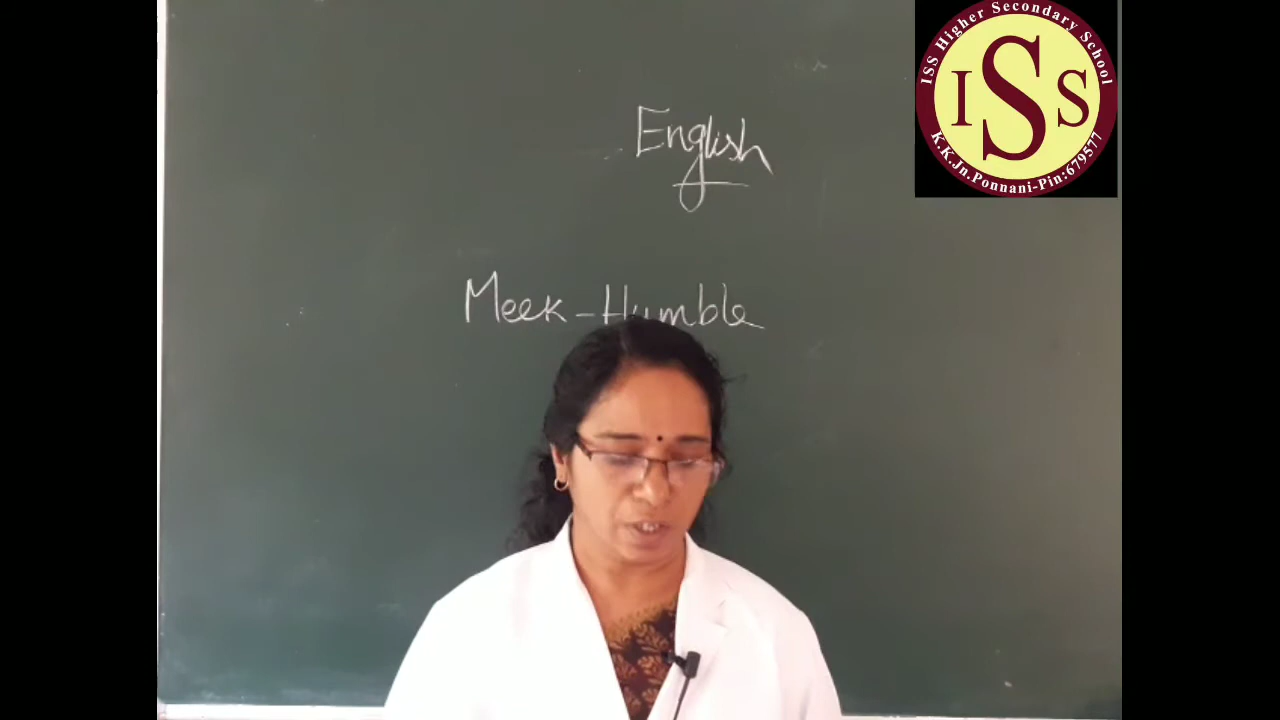 ISS Higher Secondary School
ISS
K.K.Jn.Ponnani-Pin:679577
English
Meek - Humble